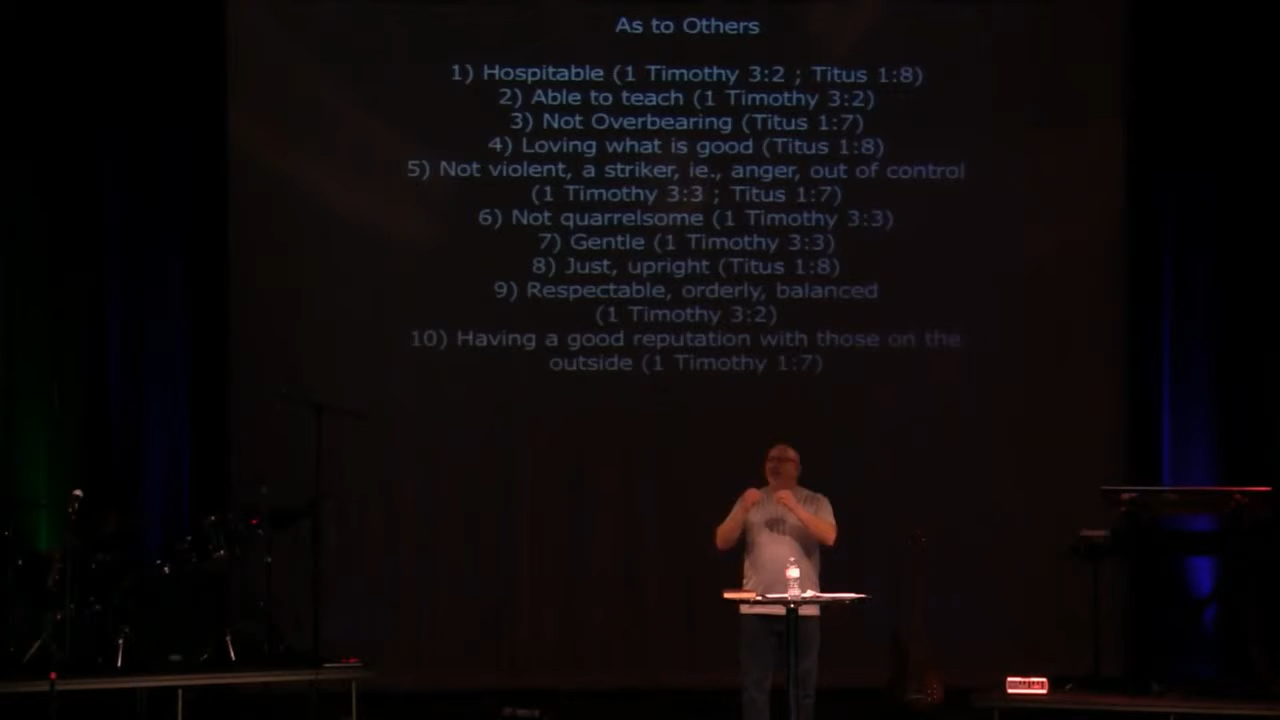 As to Others
1) Hospitable (1 Timothy 3:2 ; Titus 1:8)
2) Able to teach (1 Timothy 3:2)
3) Not Overbearing (Titus 1:7)
4) Loving what is good (Titus 1:8)
5) Not violent, a striker, ie., anger, out of control
(1 Timothy 3:3 ; Titus 1:7)
6) Not quarrelsome (1 Timothy 3:3)
7) Gentle (1 Timothy 3:3)
8) Just, upright (Titus 1:8)
9) Respectable, orderly, balanced
(1 Timothy 3:2)
10) Having a good reputation with those on the
outside (1 Timothy 1:7)